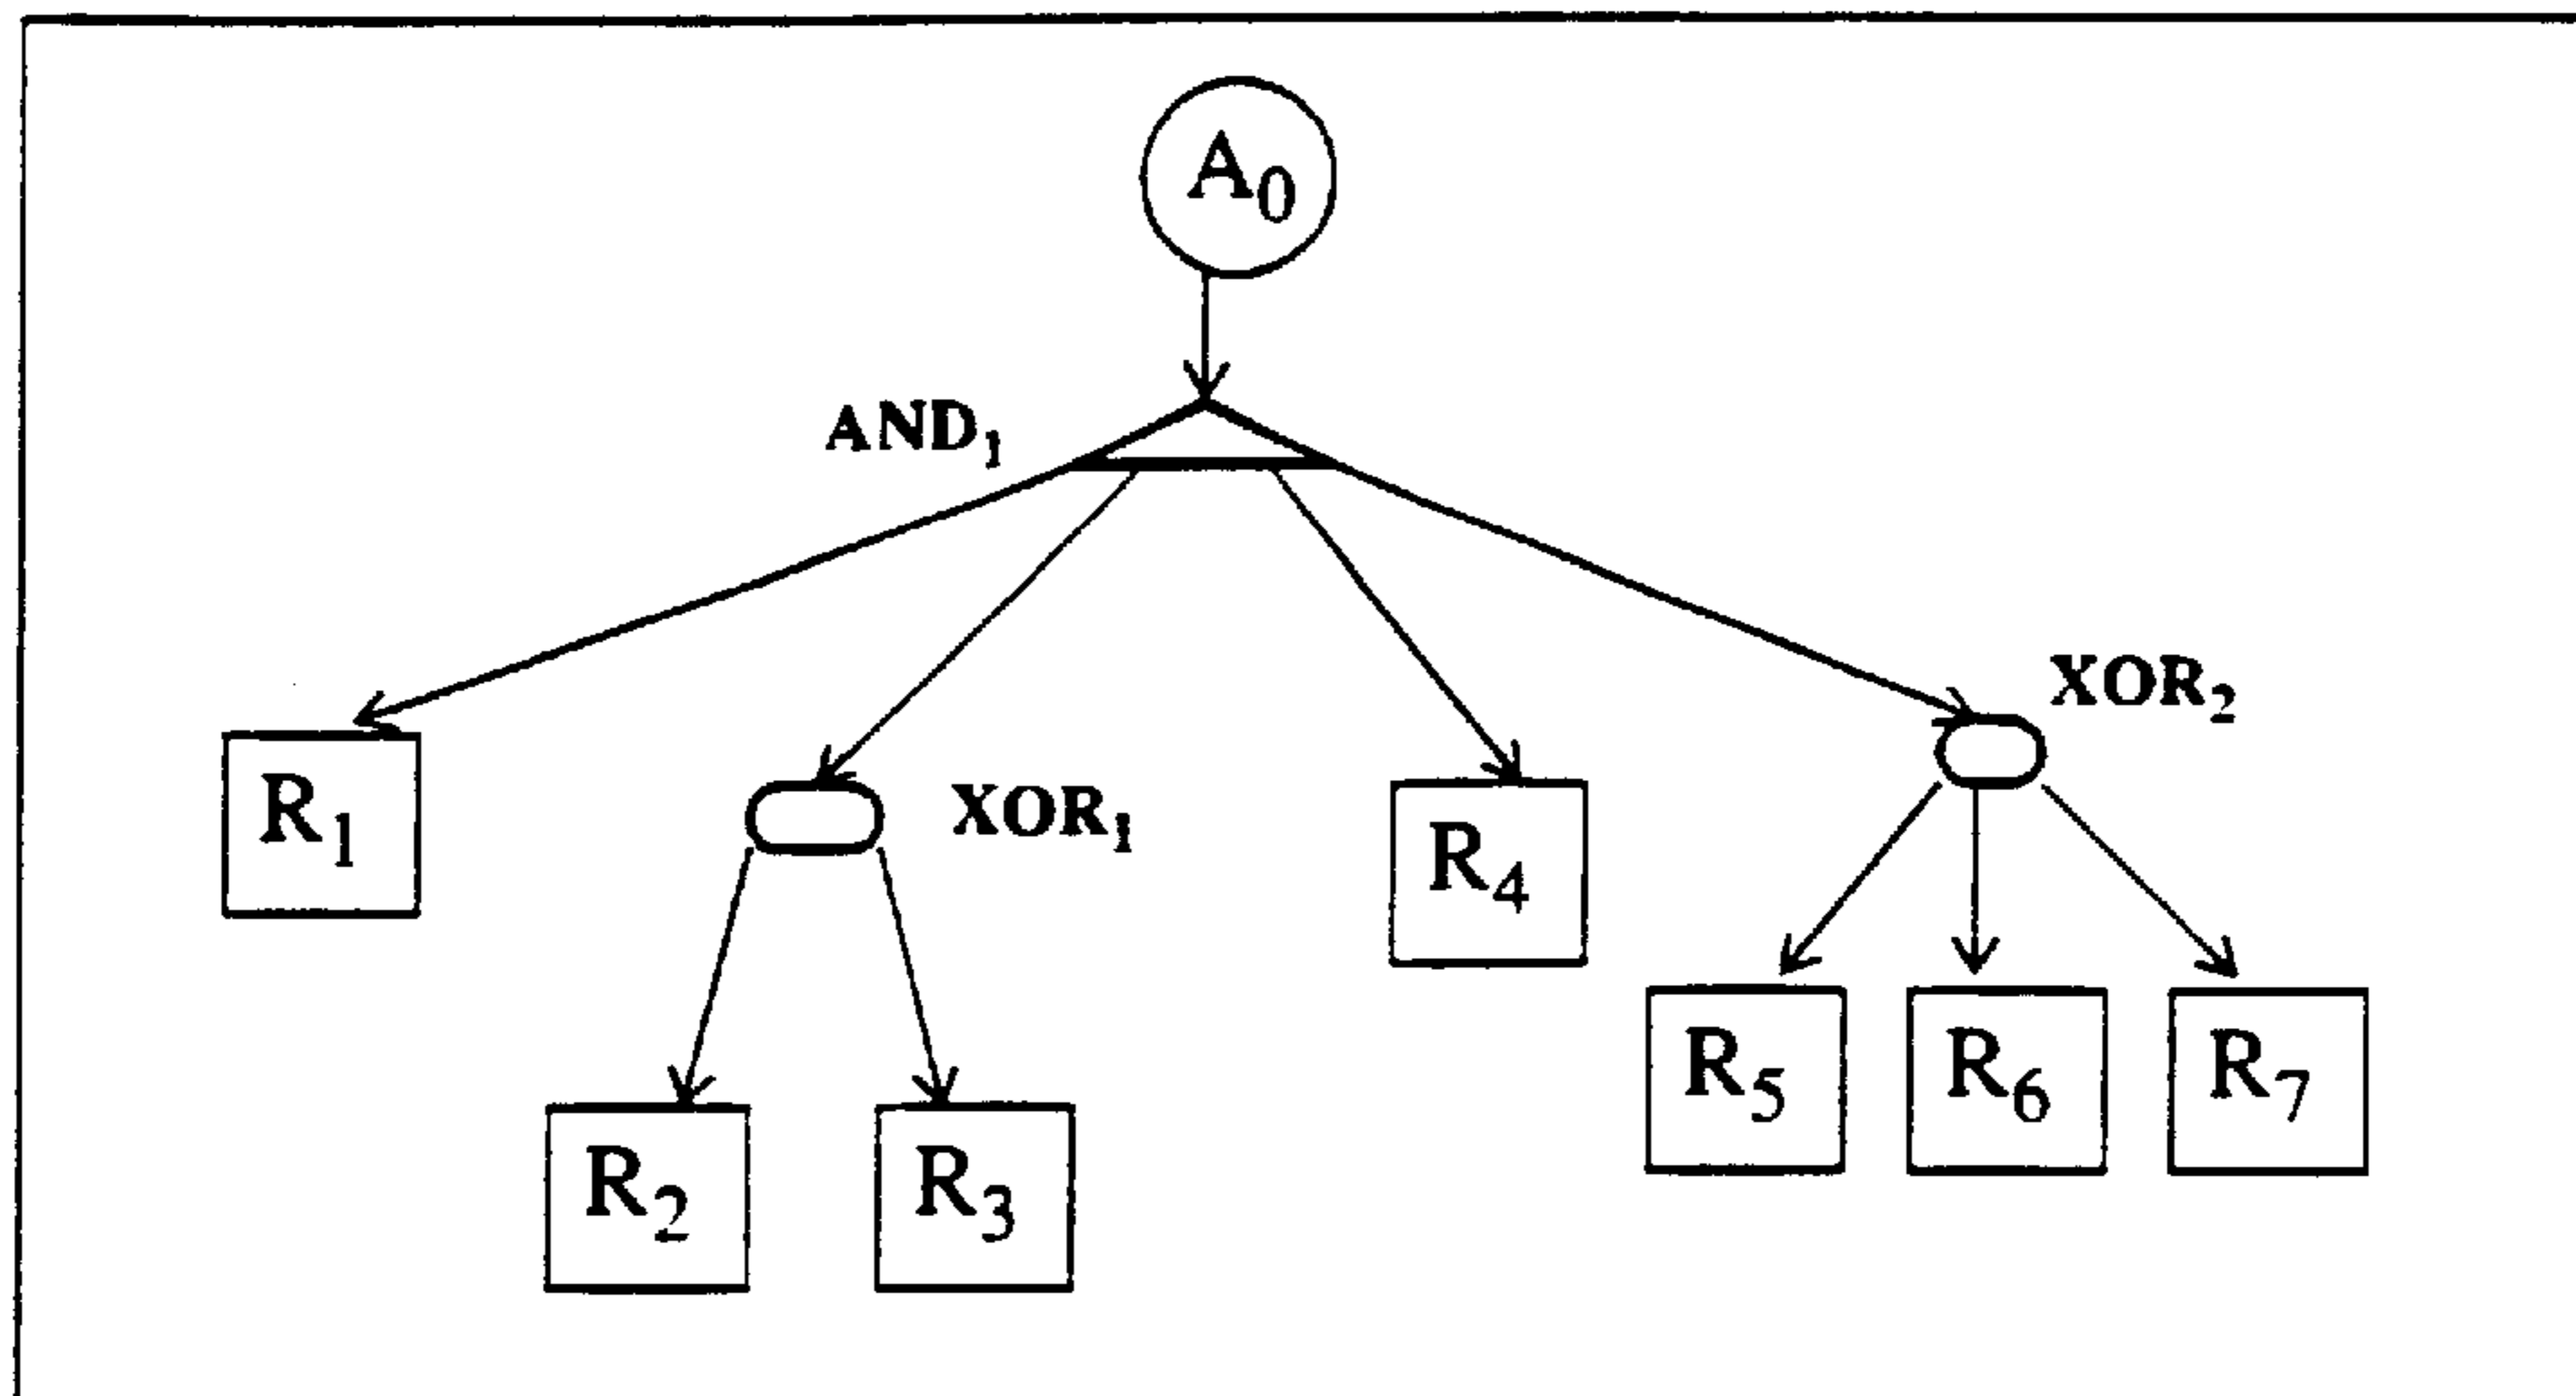 A₀
AND₁
XOR₂
R₁
XOR₁
R₄
R₅ R₆ R₇
R₂ R₃